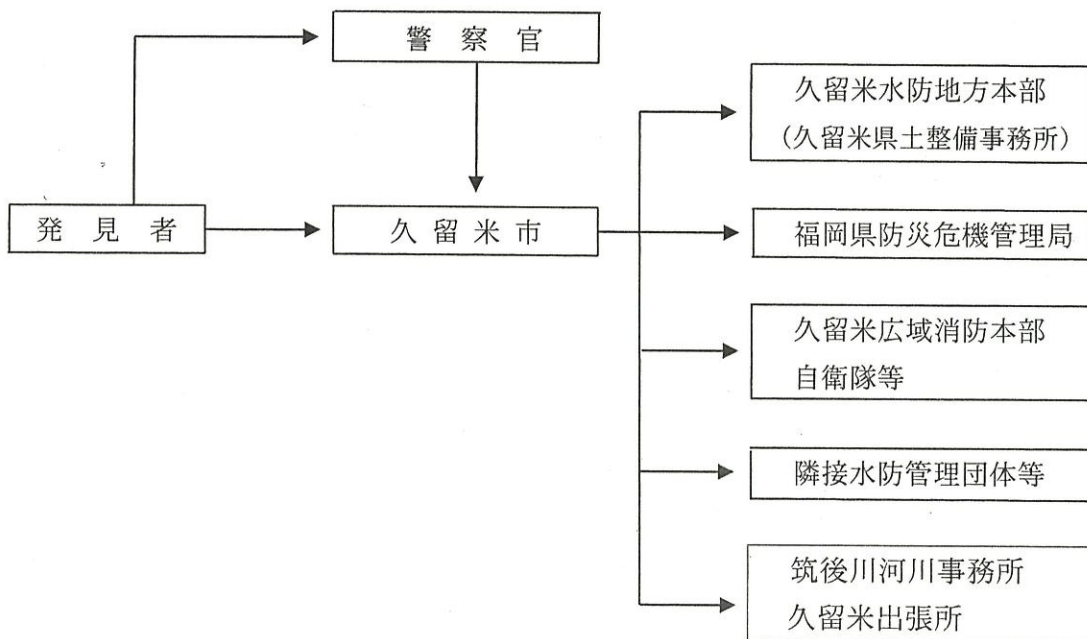 警察官
久留米水防地方本部
（久留米県土整備事務所）
発見者
久留米市
福岡県防災危機管理局
久留米広域消防本部
自衛隊等
隣接水防管理団体等
筑後川河川事務所
久留米出張所